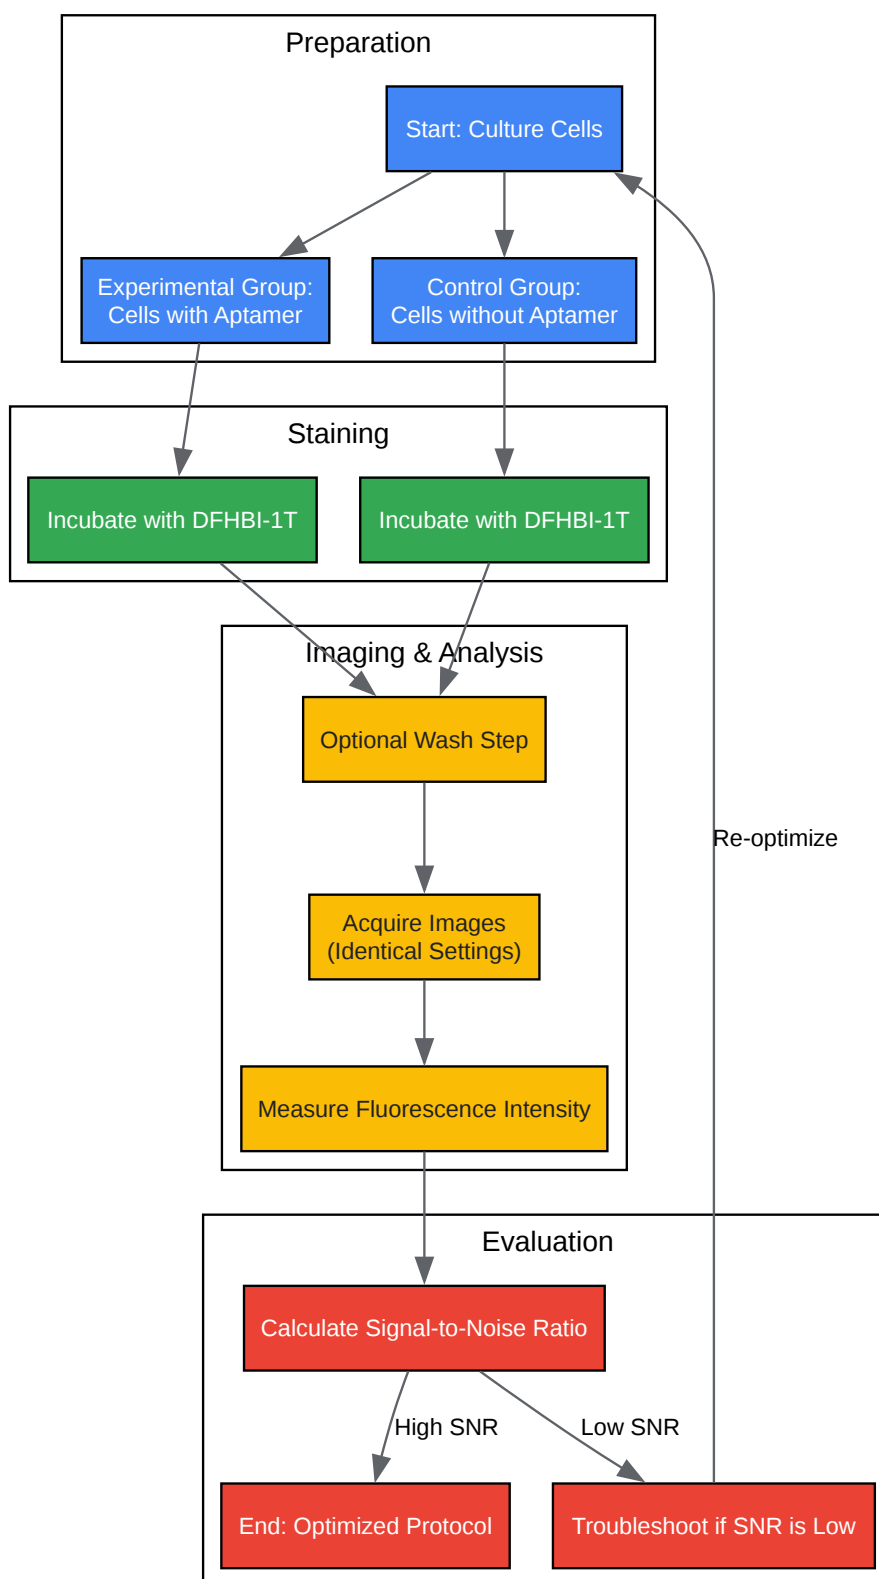 Preparation
Start: Culture Cells
Experimental Group:
Cells with Aptamer
Control Group:
Cells without Aptamer
Staining
Incubate with DFHBI-1T
Incubate with DFHBI-1T
Imaging & Analysis
Optional Wash Step
Re-optimize
Acquire Images
(Identical Settings)
Measure Fluorescence Intensity
Evaluation
Calculate Signal-to-Noise Ratio
High SNR
Low SNR
End: Optimized Protocol
Troubleshoot if SNR is Low